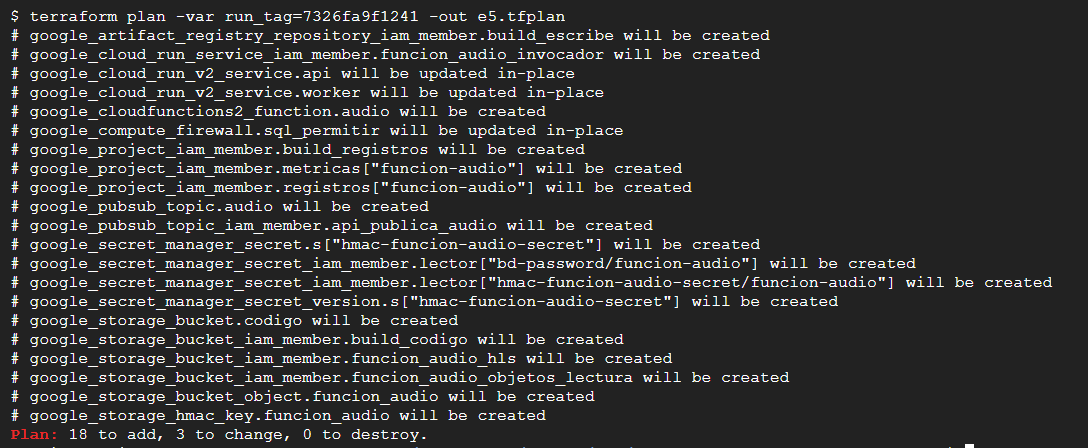 $ terraform plan -var run_tag=7326fa9f1241 -out e5.tfplan
# google_artifact_registry_repository_iam_member.build_escribe will be created
# google_cloud_run_service_iam_member.funcion_audio_invocador will be created
# google_cloud_run_v2_service.api will be updated in-place
# google_cloud_run_v2_service.worker will be updated in-place
# google_cloudfunctions2_function.audio will be created
# google_compute_firewall.sql_permitir will be updated in-place
# google_project_iam_member.build_registros will be created
# google_project_iam_member.metricas["funcion-audio"] will be created
# google_project_iam_member.registros["funcion-audio"] will be created
# google_pubsub_topic.audio will be created
# google_pubsub_topic_iam_member.api_publica_audio will be created
# google_secret_manager_secret.s["hmac-funcion-audio-secret"] will be created
# google_secret_manager_secret_iam_member.lector["bd-password/funcion-audio"] will be created
# google_secret_manager_secret_iam_member.lector["hmac-funcion-audio-secret/funcion-audio"] will be created
# google_secret_manager_secret_version.s["hmac-funcion-audio-secret"] will be created
# google_storage_bucket.codigo will be created
# google_storage_bucket_iam_member.build_codigo will be created
# google_storage_bucket_iam_member.funcion_audio_hls will be created
# google_storage_bucket_iam_member.funcion_audio_objetos_lectura will be created
# google_storage_bucket_object.funcion_audio will be created
# google_storage_hmac_key.funcion_audio will be created
Plan: 18 to add, 3 to change, 0 to destroy.